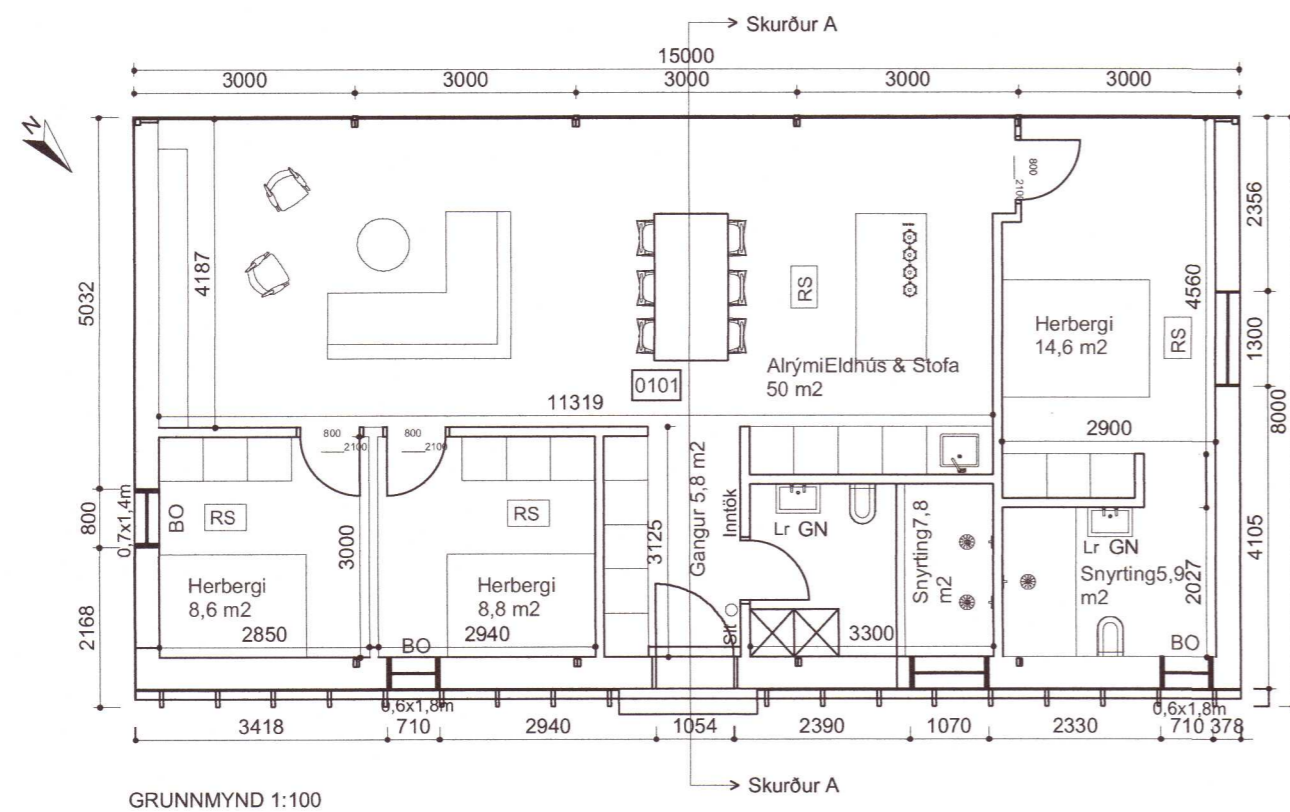 Skurður A
15000
3000 3000 3000 3000 3000
N
800
2100
2356
4187
5032
4560
RS
Herbergi
14,6 m2
RS
1300
8000
AlrýmiEldhús & Stofa
50 m2
0101
11319
2900
800
2100
800
2100
Gangur 5,8 m2
Inntök
3125
800
0,7x1,4m
BO
RS
RS
Lr GN
Snyrting7,8
m2
Lr GN
Snyrting5,9
m2
4105
3000
2027
Herbergi
8,6 m2
Herbergi
8,8 m2
2168
2850
BO
2940
Slt
3300
BO
0,6x1,8m
0,6x1,8m
3418 710 2940 1054 2390 1070 2330 710 378
Skurður A
GRUNNMYND 1:100